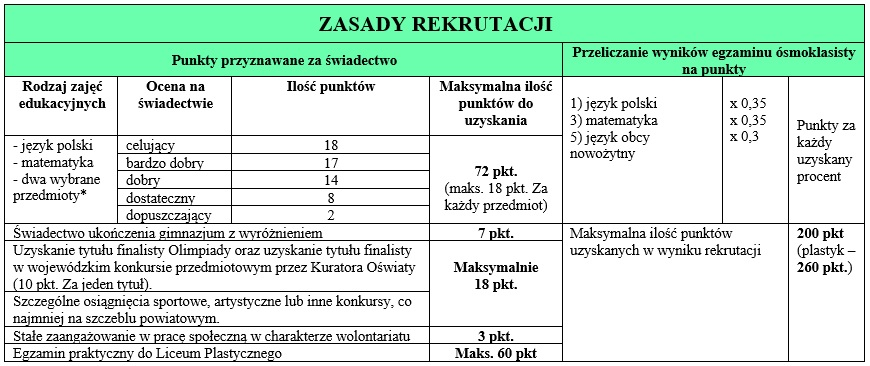 ZASADY REKRUTACJI
Punkty przyznawane za świadectwo
Przeliczanie wyników egzaminu ósmoklasisty
na punkty
Rodzaj zajęć
edukacyjnych
Ocena na
świadectwie
Ilość punktów
Maksymalna ilość
punktów do
uzyskania
- język polski
- matematyka
- dwa wybrane
przedmioty*
celujący 18
bardzo dobry 17
dobry 14
dostateczny 8
dopuszczający 2
72 pkt.
(maks. 18 pkt. Za
każdy przedmiot)
1) język polski x 0,35
3) matematyka x 0,35
5) język obcy x 0,3
nowożytny
Punkty za
każdy
uzyskany
procent
Świadectwo ukończenia gimnazjum z wyróżnieniem 7 pkt.
Uzyskanie tytułu finalisty Olimpiady oraz uzyskanie tytułu finalisty
w wojewódzkim konkursie przedmiotowym przez Kuratora Oświaty
(10 pkt. Za jeden tytuł).
Szczególne osiągnięcia sportowe, artystyczne lub inne konkursy, co
najmniej na szczeblu powiatowym.
Maksymalnie
18 pkt.
Stałe zaangażowanie w pracę społeczną w charakterze wolontariatu 3 pkt.
Egzamin praktyczny do Liceum Plastycznego Maks. 60 pkt
Maksymalna ilość punktów
uzyskanych w wyniku rekrutacji
200 pkt
(plastyk –
260 pkt.)